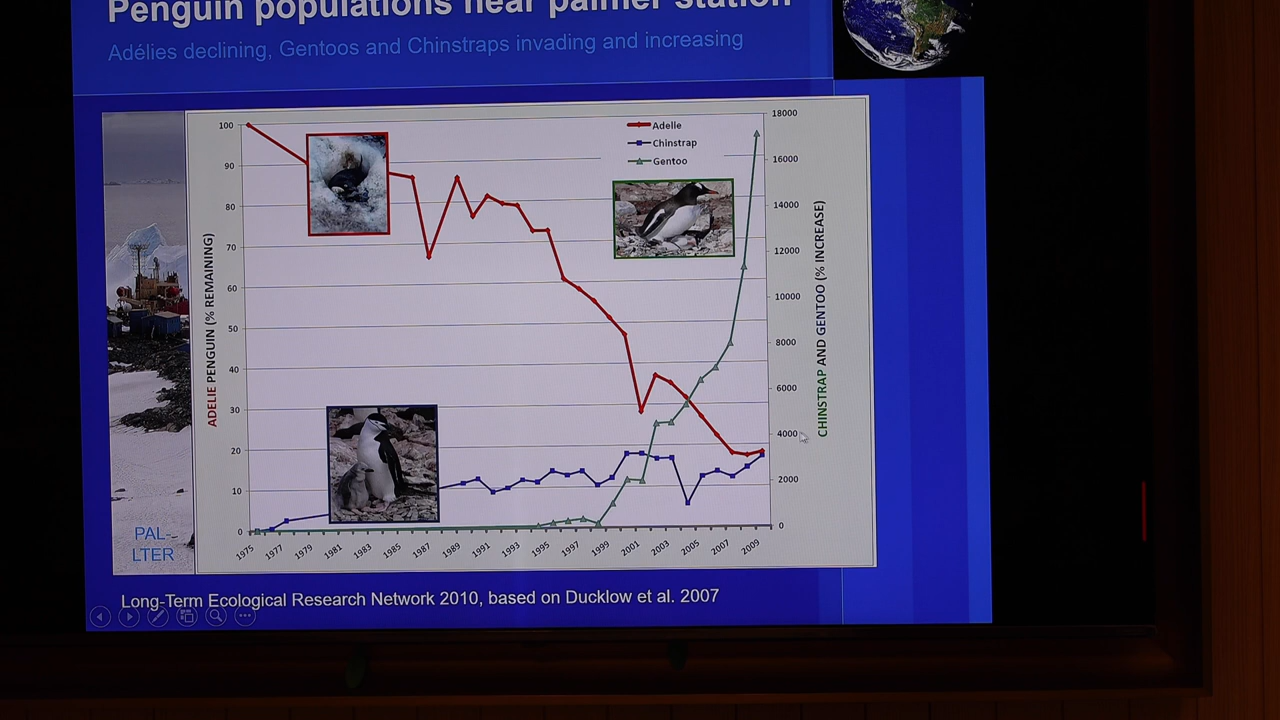 Penguin populations near palmer station
Adélies declining, Gentoos and Chinstraps invading and increasing
Adelle
Chinstrap
Gentoo
100
90
80
70
60
50
40
30
20
10
0
ADELIE PENGUIN (% REMAINING)
18000
16000
14000
12000
10000
8000
6000
4000
2000
0
CHINSTRAP AND GENTOO (% INCREASE)
1975 1977 1979 1981 1983 1985 1987 1989 1991 1993 1995 1997 1999 2001 2003 2005 2007 2009
PAL-
LTER
Long-Term Ecological Research Network 2010, based on Ducklow et al. 2007